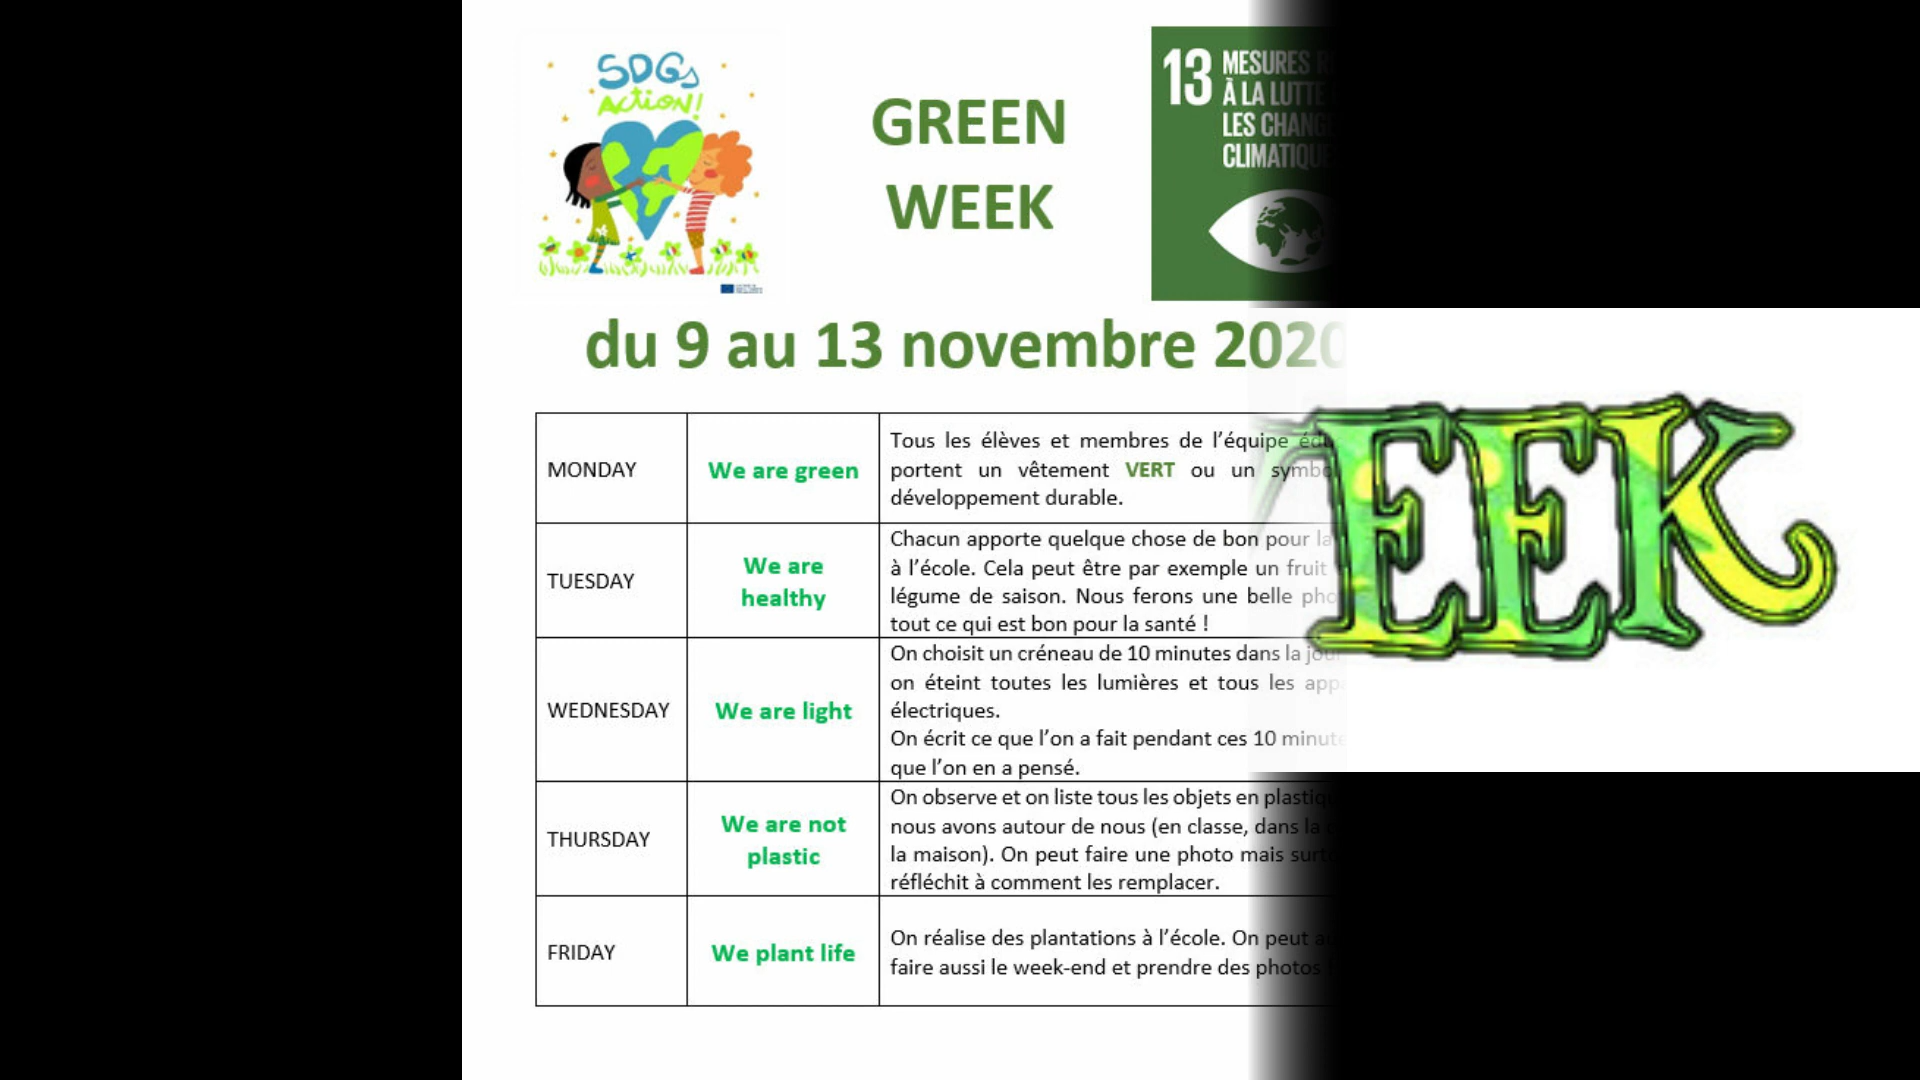 SDGs
Action!
GREEN
WEEK
13 MESURES
À LA LUTTE
LES
CLIMATIQUE
du 9 au 13 novembre 2020
EEK
MONDAY
We are green
Tous les élèves et membres de l’équipe
portent un vêtement VERT ou un
développement durable.
TUESDAY
We are
healthy
Chacun apporte quelque chose de bon pour la
à l’école. Cela peut être par exemple un fruit
légume de saison. Nous ferons une belle
tout ce qui est bon pour la santé !
WEDNESDAY
We are light
On choisit un créneau de 10 minutes dans la
on éteint toutes les lumières et tous les
électriques.
On écrit ce que l’on a fait pendant ces 10
que l’on en a pensé.
THURSDAY
We are not
plastic
On observe et on liste tous les objets en
nous avons autour de nous (en classe, dans la
la maison). On peut faire une photo mais
réfléchit à comment les remplacer.
FRIDAY
We plant life
On réalise des plantations à l’école. On peut
faire aussi le week-end et prendre des photos